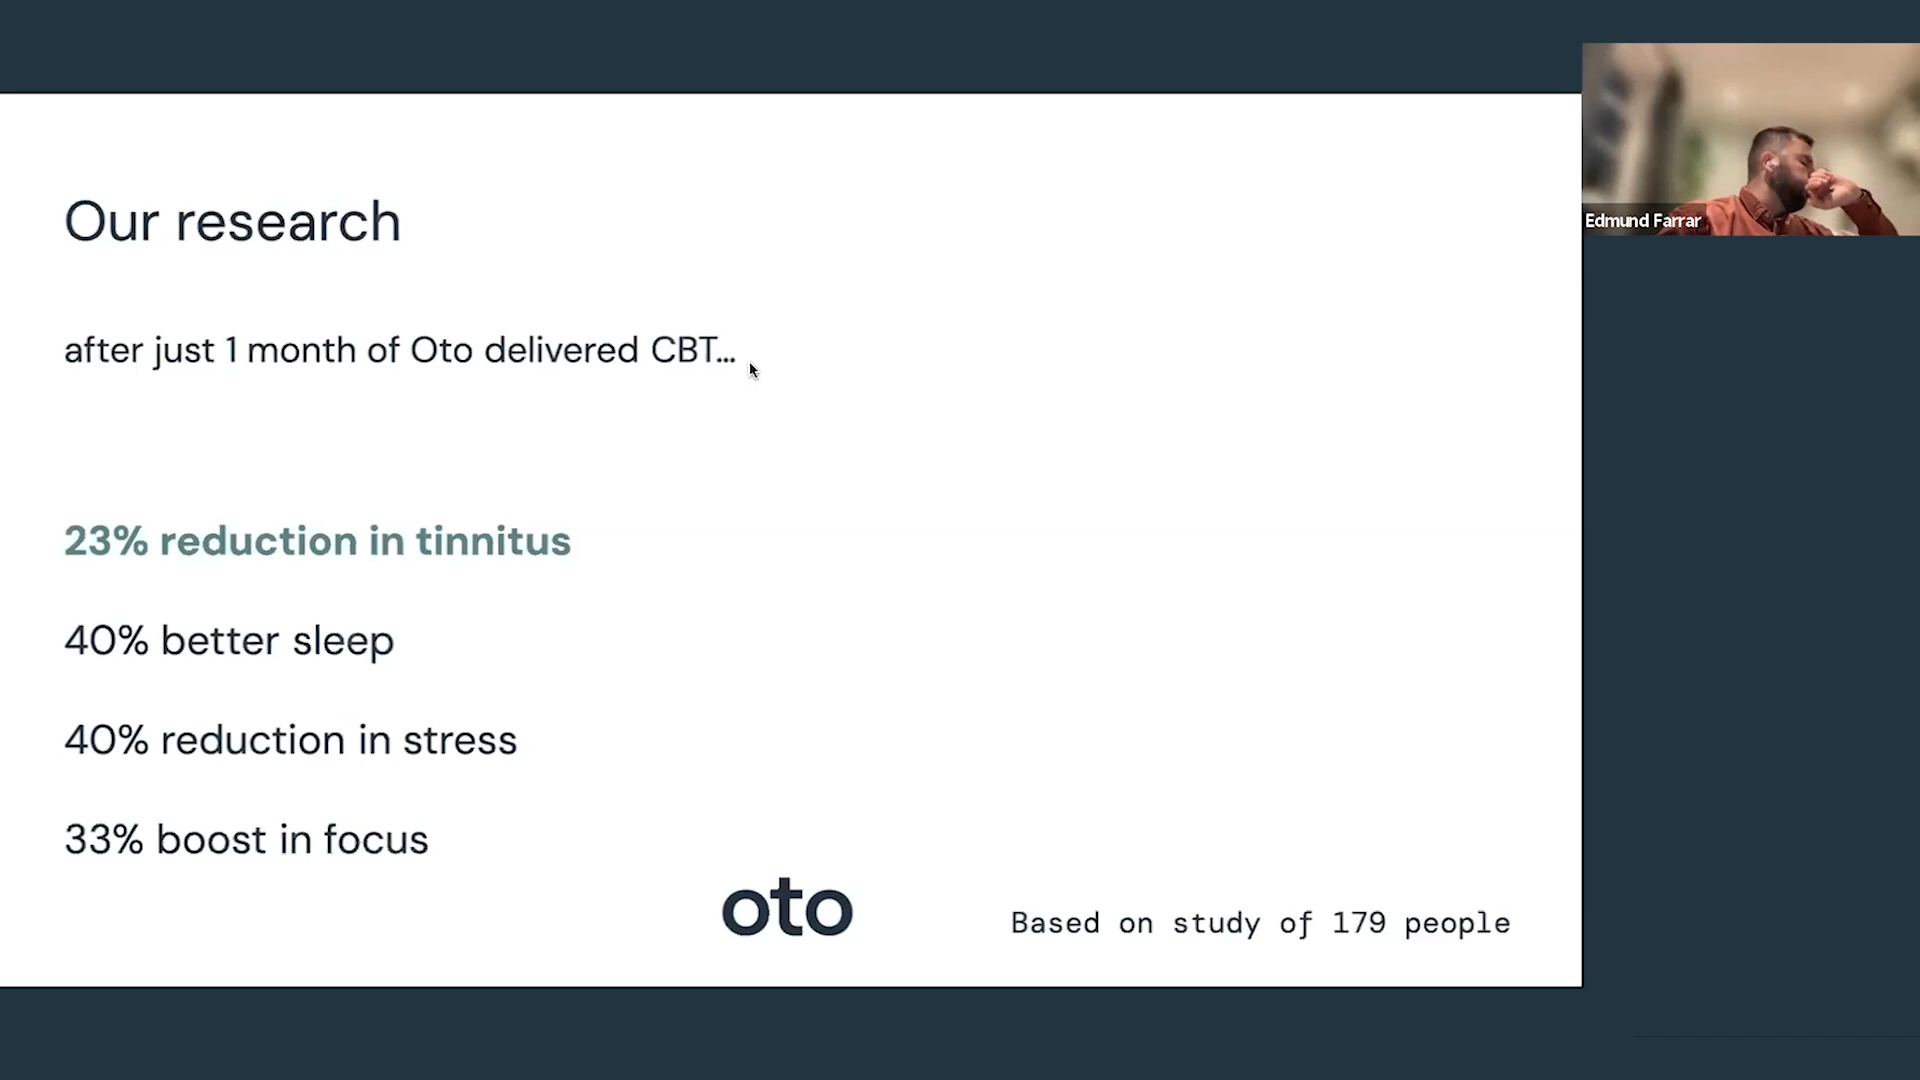 Our research
after just 1 month of Oto delivered CBT...
23% reduction in tinnitus
40% better sleep
40% reduction in stress
33% boost in focus
oto
Based on study of 179 people
Edmund Farrar